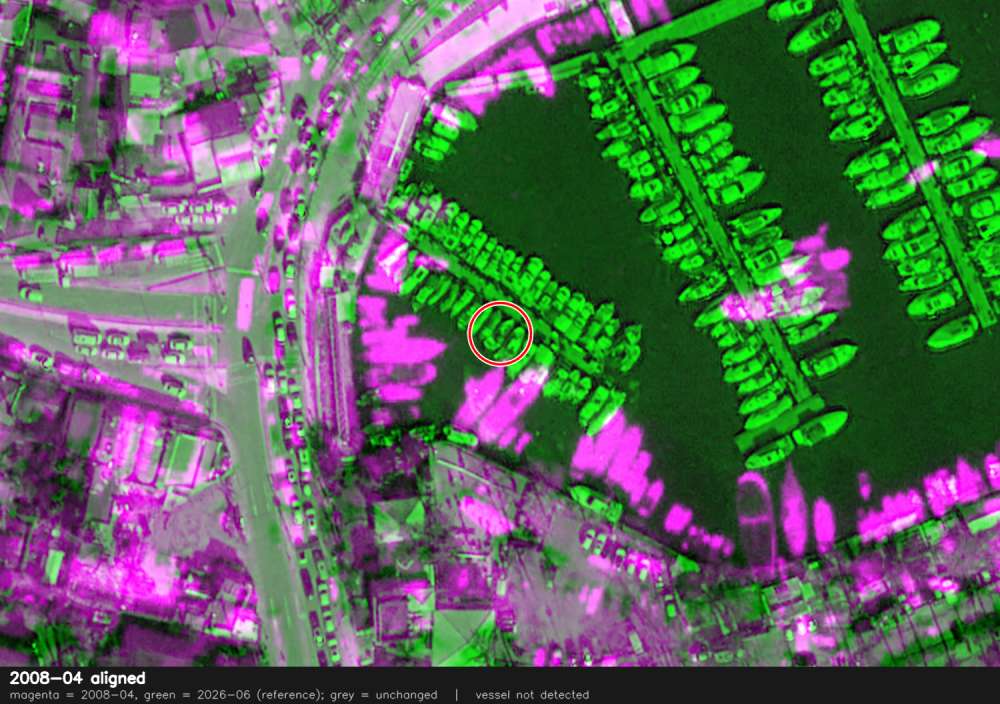 2008-04 aligned
magenta = 2008-04, green = 2026-06 (reference); grey = unchanged | vessel not detected